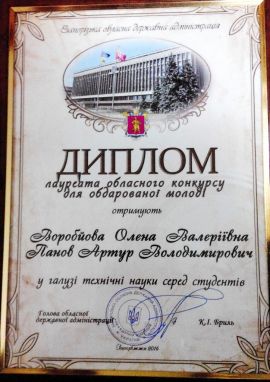 Запорізька обласна державна адміністрація
ДИПЛОМ
лауреата обласного конкурсу
для обдарованої молоді
отримують
Воробйова Олена Валеріївна
Панов Артур Володимирович
у галузі технічні науки серед студентів
Голова обласної
державної адміністрації
К.І. Бриль
Запоріжжя 2016